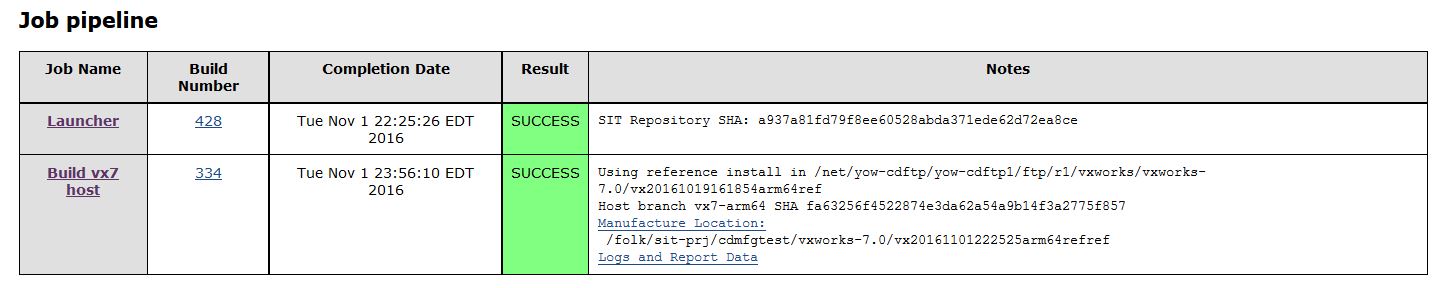 Job pipeline
Job Name
Build
Number
Completion Date
Result
Notes
Launcher
428
Tue Nov 1 22:25:26 EDT
2016
SUCCESS
SIT Repository SHA: a937a81fd79f8ee60528abda371ede62d72ea8ce
Build vx7
host
334
Tue Nov 1 23:56:10 EDT
2016
SUCCESS
Using reference install in /net/yow-cdftp/yow-cdftp1/ftp/r1/vxworks/vxworks-
7.0/vx20161019161854arm64ref
Host branch vx7-arm64 SHA fa63256f4522874e3da62a54a9b14f3a2775f857
Manufacture Location:
/folk/sit-prj/cdmfgtest/vxworks-7.0/vx20161101222525arm64refref
Logs and Report Data